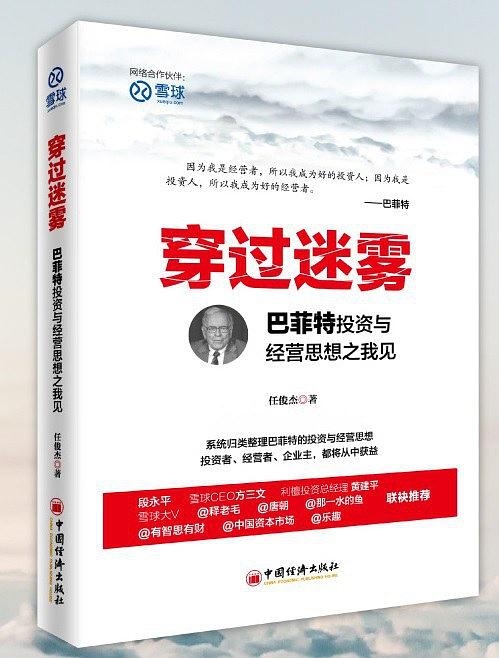 网络合作伙伴：
雪球
xueqiu.com
因为我是经营者，所以我成为好的投资人；因为我是
投资人，所以我成为好的经营者。
——巴菲特
穿过迷雾
巴菲特投资与
经营思想之我见
任俊杰◎著
系统归类整理巴菲特的投资与经营思想
投资者、经营者、企业主，都将从中获益
段永平 雪球CEO方三文 利檀投资总经理 黄建平
雪球大V @释老毛 @唐朝 @那一水的鱼 联袂推荐
@有智思有财 @中国资本市场 @乐趣
中国经济出版社
CHINA ECONOMIC PUBLISHING HOUSE
雪球
xueqiu.com
穿过迷雾
巴菲特投资与经营思想之我见
任俊杰◎著
中国经济出版社